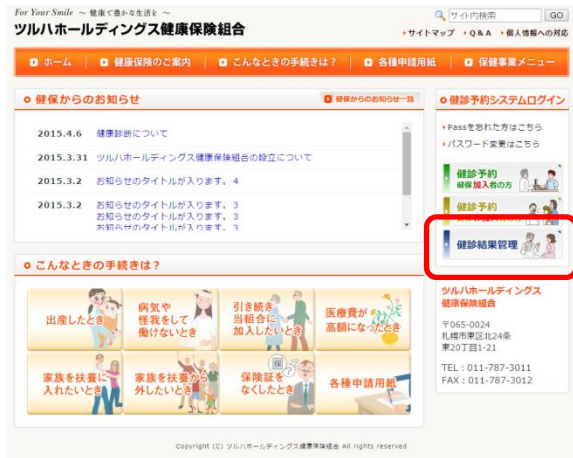 For Your Smile ～ 健康で豊かな生活を ～
ツルハホールディングス健康保険組合
サイト内検索
GO
サイトマップ
Q & A
個人情報への対応
ホーム
健康保険のご案内
こんなときの手続きは？
各種申請用紙
保健事業メニュー
健保からのお知らせ
健保からのお知らせ一覧
2015.4.6 健康診断について
2015.3.31 ツルハホールディングス健康保険組合の設立について
2015.3.2 お知らせのタイトルが入ります。4
2015.3.2 お知らせのタイトルが入ります。3
お知らせのタイトルが入ります。3
お知らせのタイトルが入ります。3
健診予約システムログイン
Passを忘れた方はこちら
パスワード変更はこちら
健診予約
健保加入者の方
健診予約
健診結果管理
こんなときの手続きは？
出産したとき
病気や
怪我をして
働けないとき
引き続き
当組合に
加入したいとき
医療費が
高額になったとき
家族を扶養に
入れたいとき
家族を扶養から
外したいとき
保険証を
なくしたとき
各種申請用紙
ツルハホールディングス
健康保険組合
〒065-0024
札幌市東区北24条
東20丁目1-21
TEL：011-787-3011
FAX：011-787-3012
Copyright (C) ツルハホールディングス健康保険組合 All rights reserved